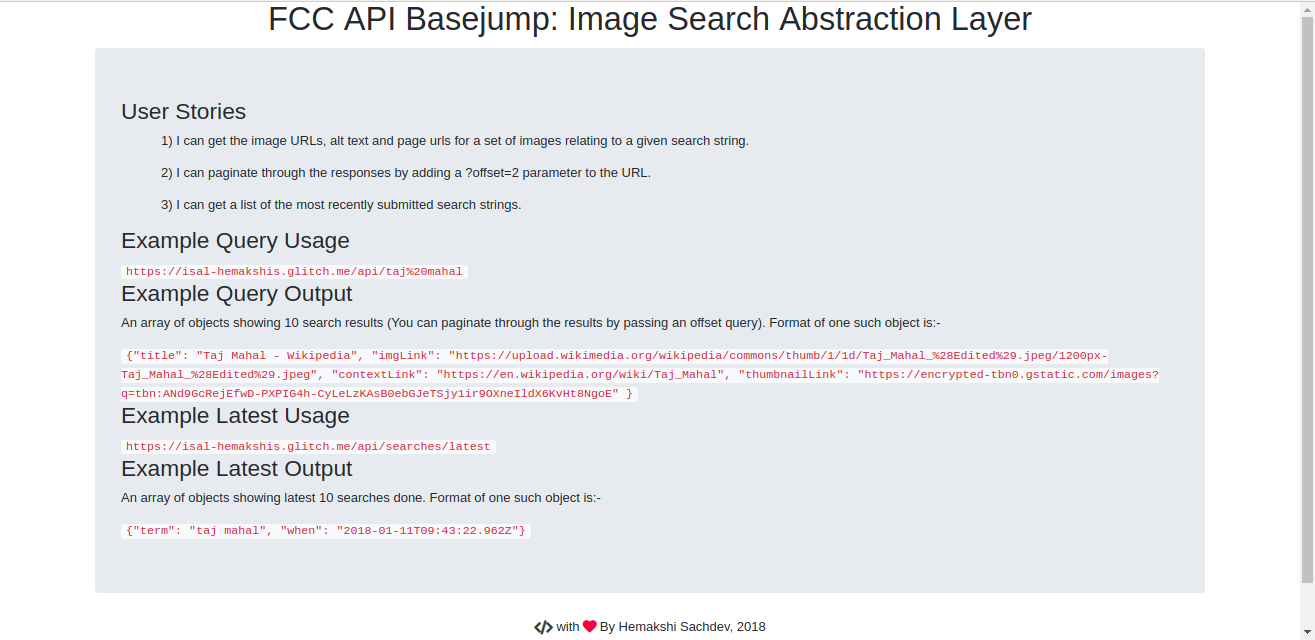 FCC API Basejump: Image Search Abstraction Layer
User Stories
1) I can get the image URLs, alt text and page urls for a set of images relating to a given search string.
2) I can paginate through the responses by adding a ?offset=2 parameter to the URL.
3) I can get a list of the most recently submitted search strings.
Example Query Usage
https://isal-hemakshis.glitch.me/api/taj%20mahal
Example Query Output
An array of objects showing 10 search results (You can paginate through the results by passing an offset query). Format of one such object is:-
{"title": "Taj Mahal - Wikipedia", "imgLink": "https://upload.wikimedia.org/wikipedia/commons/thumb/1/1d/Taj_Mahal_%28Edited%29.jpeg/1200px-
Taj_Mahal_%28Edited%29.jpeg", "contextLink": "https://en.wikipedia.org/wiki/Taj_Mahal", "thumbnailLink": "https://encrypted-tbn0.gstatic.com/images?
q=tbn:ANd9GcRejEfwD-PXPIG4h-CyLeLzKAsB0ebGJeTSjy1ir9OXneIldX6KvHt8NgoE" }
Example Latest Usage
https://isal-hemakshis.glitch.me/api/searches/latest
Example Latest Output
An array of objects showing latest 10 searches done. Format of one such object is:-
{"term": "taj mahal", "when": "2018-01-11T09:43:22.962Z"}
</> with ❤ By Hemakshi Sachdev, 2018